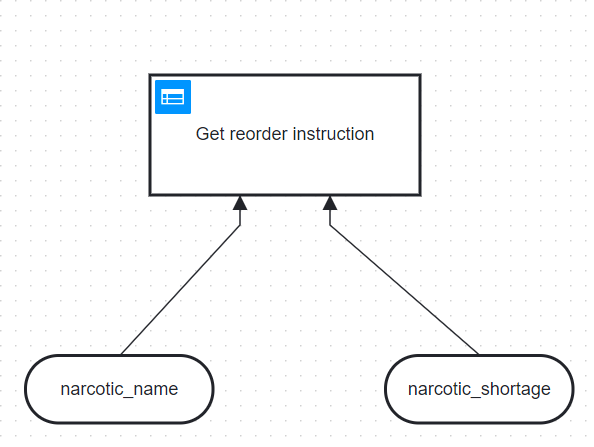 Get reorder instruction
narcotic_name
narcotic_shortage